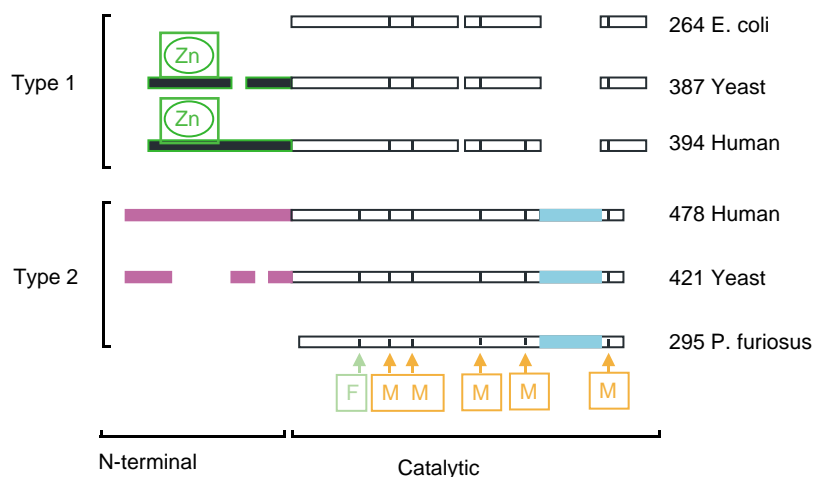 264 E. coli
Zn
Type 1
387 Yeast
Zn
394 Human
478 Human
Type 2
421 Yeast
295 P. furiosus
F M M M M M
N-terminal
Catalytic